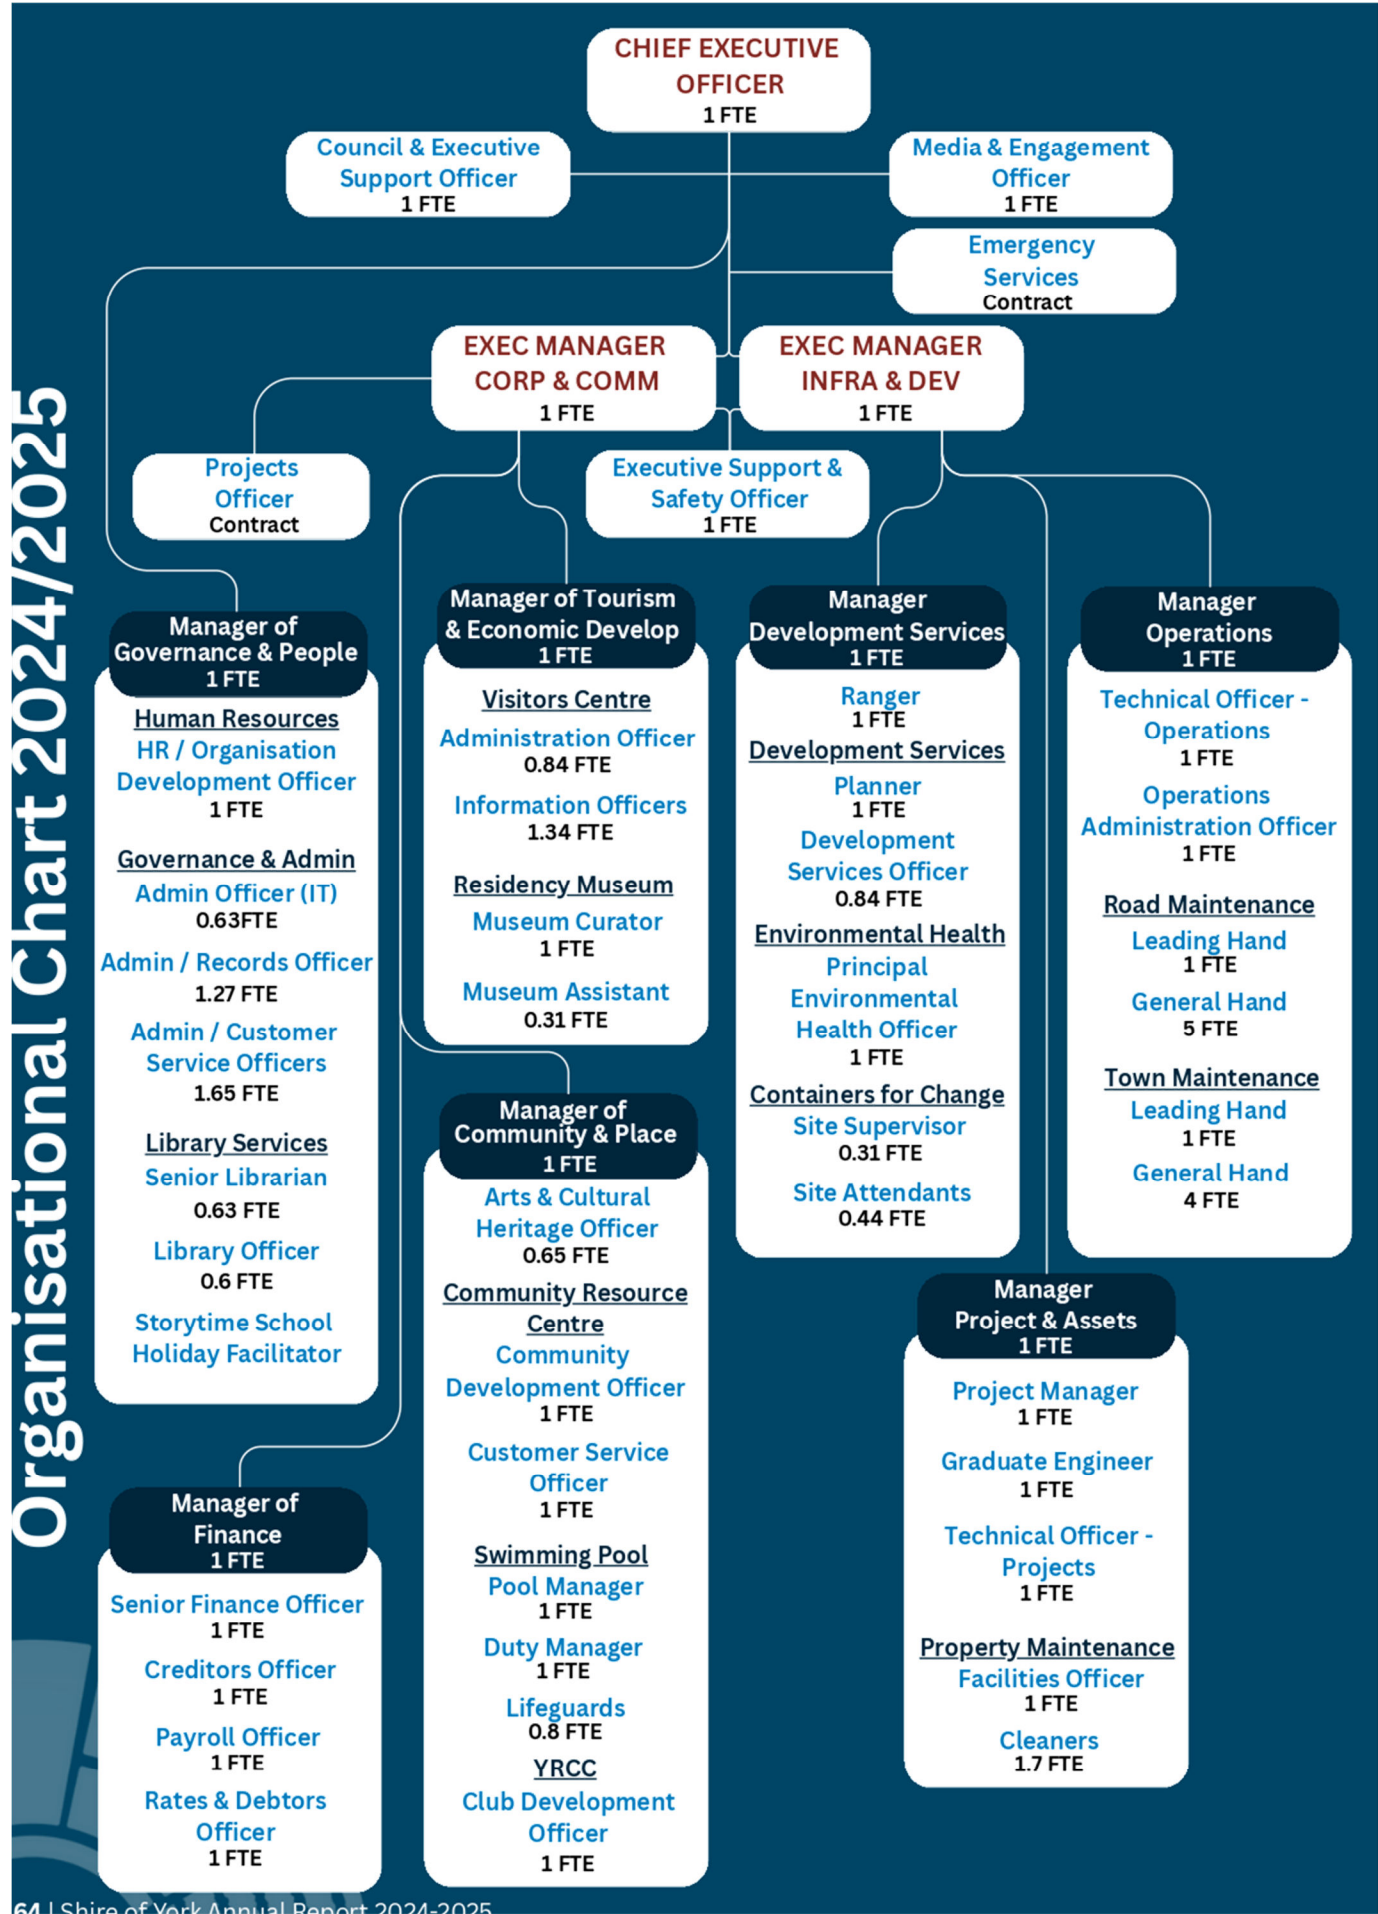 Organisational Chart 2024/2025
CHIEF EXECUTIVE
OFFICER
1 FTE
Council & Executive
Support Officer
1 FTE
Media & Engagement
Officer
1 FTE
Emergency
Services
Contract
EXEC MANAGER
CORP & COMM
1 FTE
EXEC MANAGER
INFRA & DEV
1 FTE
Projects
Officer
Contract
Executive Support &
Safety Officer
1 FTE
Manager of
Governance & People
1 FTE
Human Resources
HR / Organisation
Development Officer
1 FTE
Governance & Admin
Admin Officer (IT)
0.63FTE
Admin / Records Officer
1.27 FTE
Admin / Customer
Service Officers
1.65 FTE
Library Services
Senior Librarian
0.63 FTE
Library Officer
0.6 FTE
Storytime School
Holiday Facilitator
Manager of
Finance
1 FTE
Senior Finance Officer
1 FTE
Creditors Officer
1 FTE
Payroll Officer
1 FTE
Rates & Debtors
Officer
1 FTE
Manager of Tourism
& Economic Develop
1 FTE
Visitors Centre
Administration Officer
0.84 FTE
Information Officers
1.34 FTE
Residency Museum
Museum Curator
1 FTE
Museum Assistant
0.31 FTE
Manager of
Community & Place
1 FTE
Arts & Cultural
Heritage Officer
0.65 FTE
Community Resource
Centre
Community
Development Officer
1 FTE
Customer Service
Officer
1 FTE
Swimming Pool
Pool Manager
1 FTE
Duty Manager
1 FTE
Lifeguards
0.8 FTE
YRCC
Club Development
Officer
1 FTE
Manager
Development Services
1 FTE
Ranger
1 FTE
Development Services
Planner
1 FTE
Development
Services Officer
0.84 FTE
Environmental Health
Principal
Environmental
Health Officer
1 FTE
Containers for Change
Site Supervisor
0.31 FTE
Site Attendants
0.44 FTE
Manager
Operations
1 FTE
Technical Officer -
Operations
1 FTE
Operations
Administration Officer
1 FTE
Road Maintenance
Leading Hand
1 FTE
General Hand
5 FTE
Town Maintenance
Leading Hand
1 FTE
General Hand
4 FTE
Manager
Project & Assets
1 FTE
Project Manager
1 FTE
Graduate Engineer
1 FTE
Technical Officer -
Projects
1 FTE
Property Maintenance
Facilities Officer
1 FTE
Cleaners
1.7 FTE
64 | Shire of York Annual Report 2024-2025